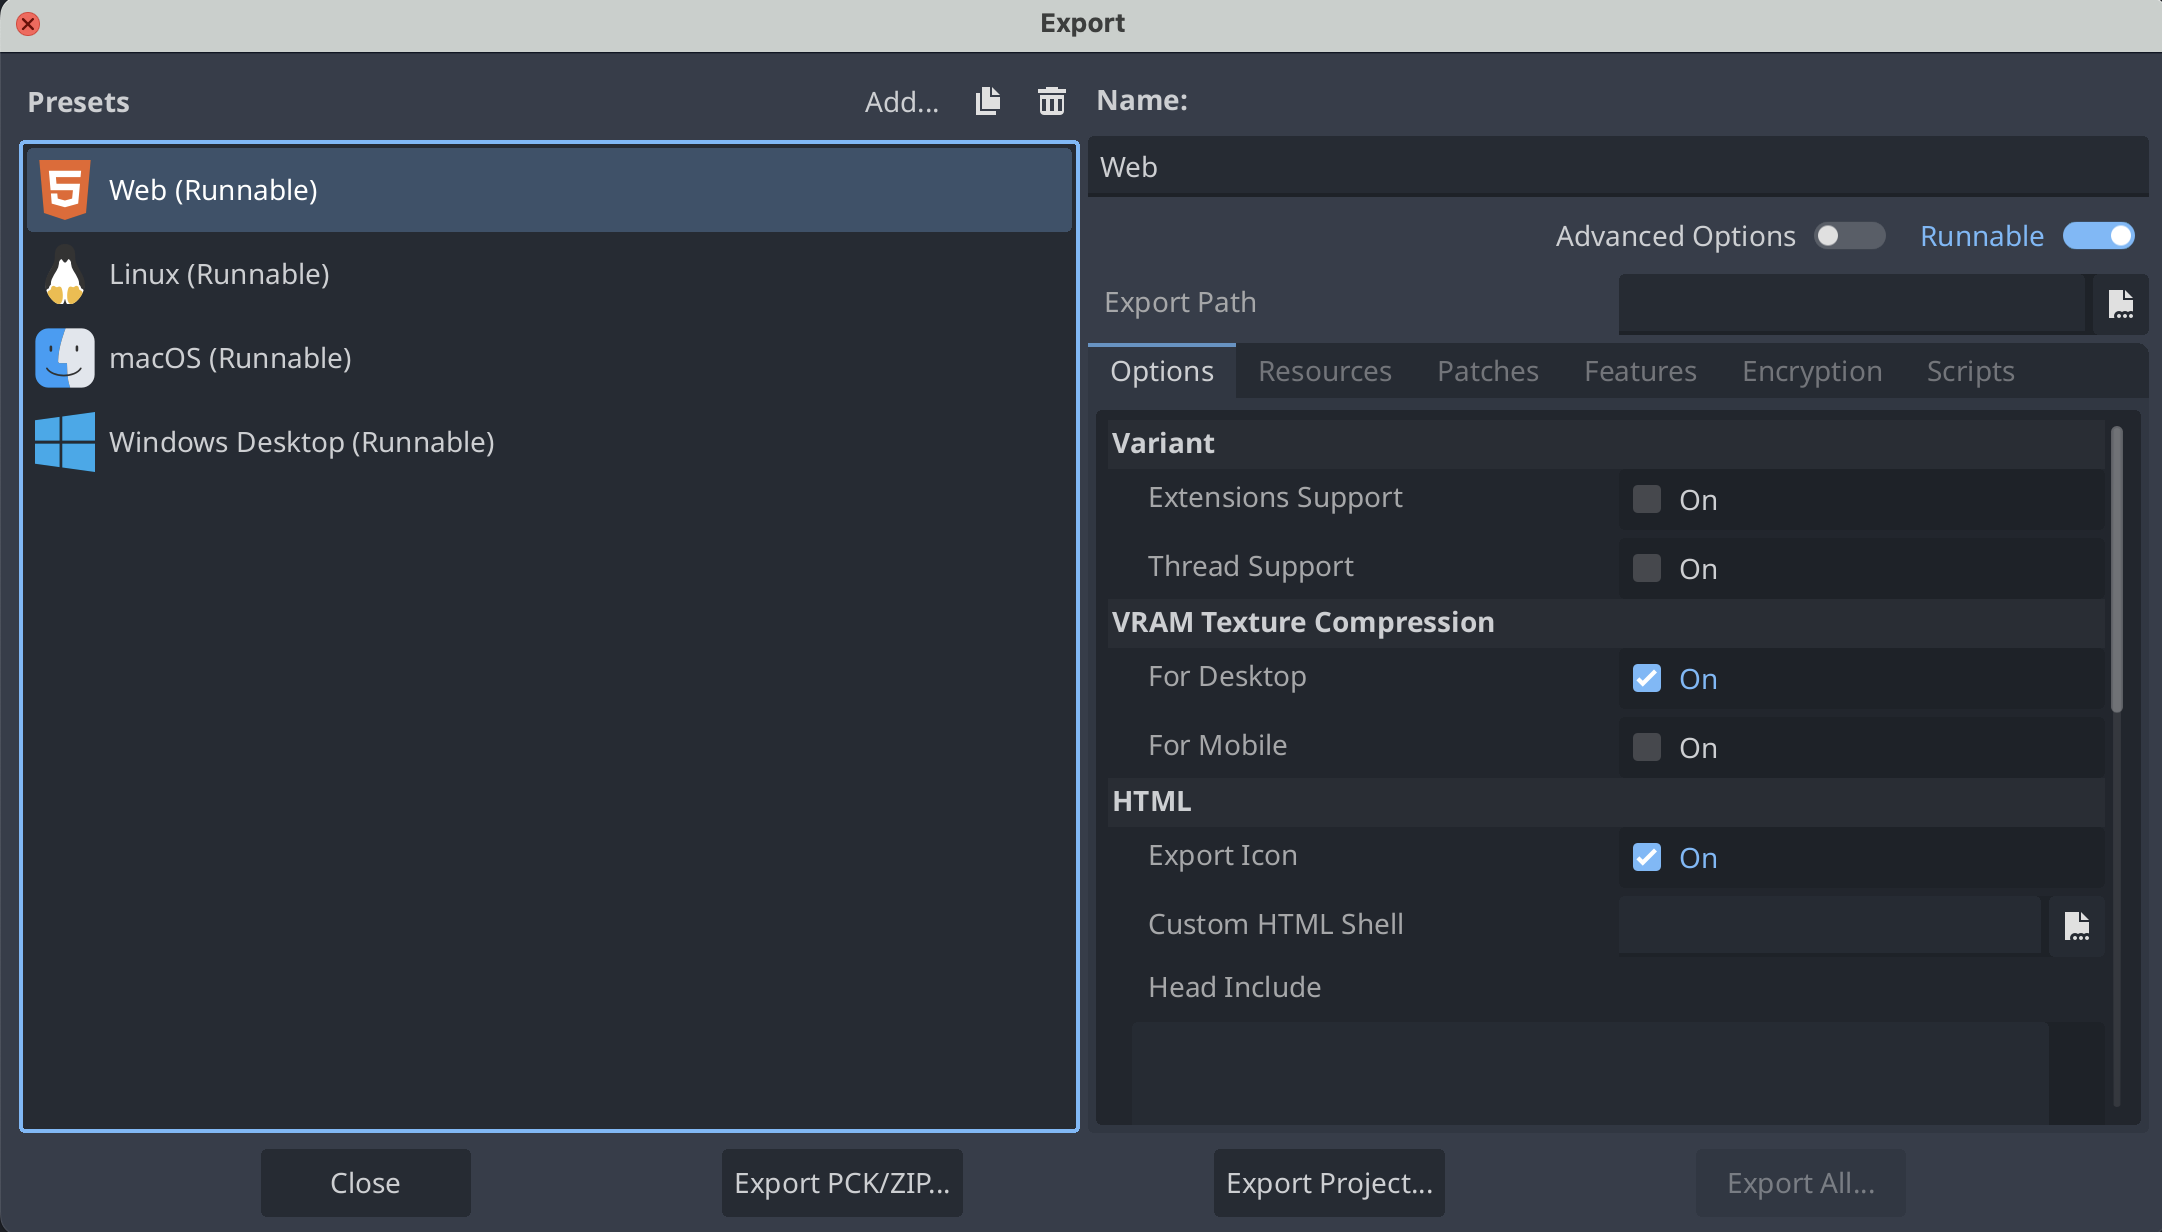 Export
Presets
Add...
Web (Runnable)
Linux (Runnable)
macOS (Runnable)
Windows Desktop (Runnable)
Name:
Web
Advanced Options
Runnable
Export Path
Options Resources Patches Features Encryption Scripts
Variant
Extensions Support On
Thread Support On
VRAM Texture Compression
For Desktop On
For Mobile On
HTML
Export Icon On
Custom HTML Shell
Head Include
Close
Export PCK/ZIP...
Export Project...
Export All...